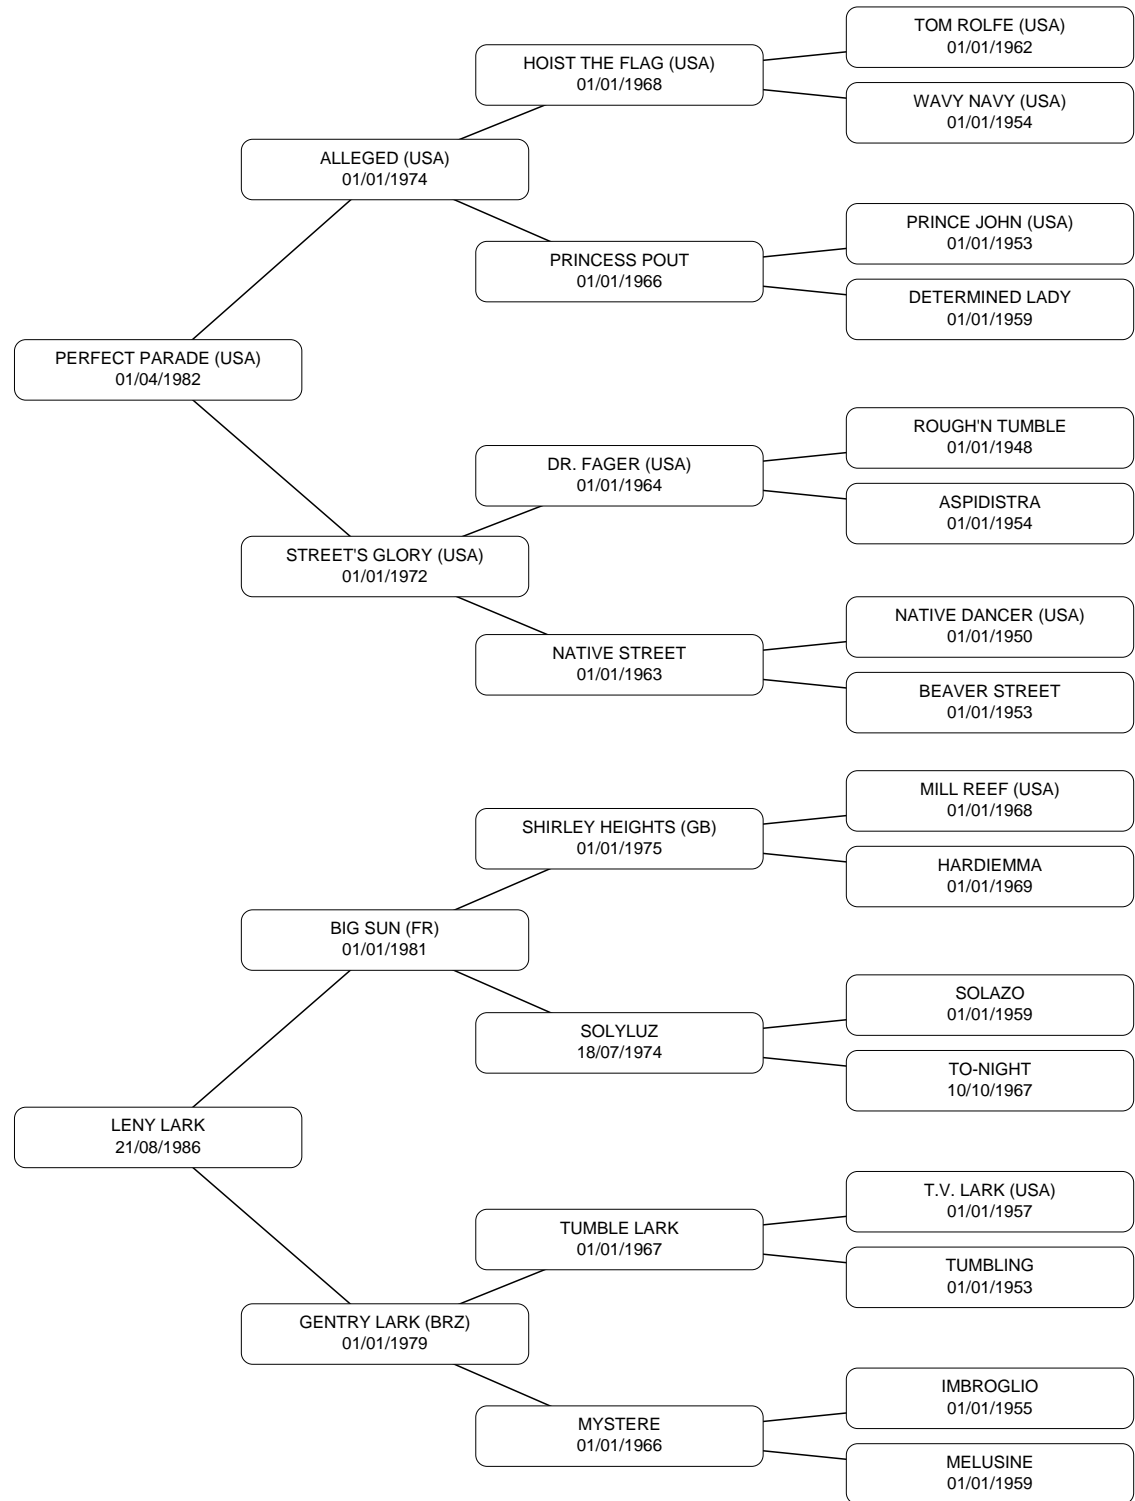 TOM ROLFE (USA)
01/01/1962
HOIST THE FLAG (USA)
01/01/1968
WAVY NAVY (USA)
01/01/1954
ALLEGED (USA)
01/01/1974
PRINCE JOHN (USA)
01/01/1953
PRINCESS POUT
01/01/1966
DETERMINED LADY
01/01/1959
PERFECT PARADE (USA)
01/04/1982
ROUGH'N TUMBLE
01/01/1948
DR. FAGER (USA)
01/01/1964
ASPIDISTRA
01/01/1954
STREET'S GLORY (USA)
01/01/1972
NATIVE DANCER (USA)
01/01/1950
NATIVE STREET
01/01/1963
BEAVER STREET
01/01/1953
MILL REEF (USA)
01/01/1968
SHIRLEY HEIGHTS (GB)
01/01/1975
HARDIEMMA
01/01/1969
BIG SUN (FR)
01/01/1981
SOLAZO
01/01/1959
SOLYLUZ
18/07/1974
TO-NIGHT
10/10/1967
LENY LARK
21/08/1986
T.V. LARK (USA)
01/01/1957
TUMBLE LARK
01/01/1967
TUMBLING
01/01/1953
GENTRY LARK (BRZ)
01/01/1979
IMBROGLIO
01/01/1955
MYSTERE
01/01/1966
MELUSINE
01/01/1959